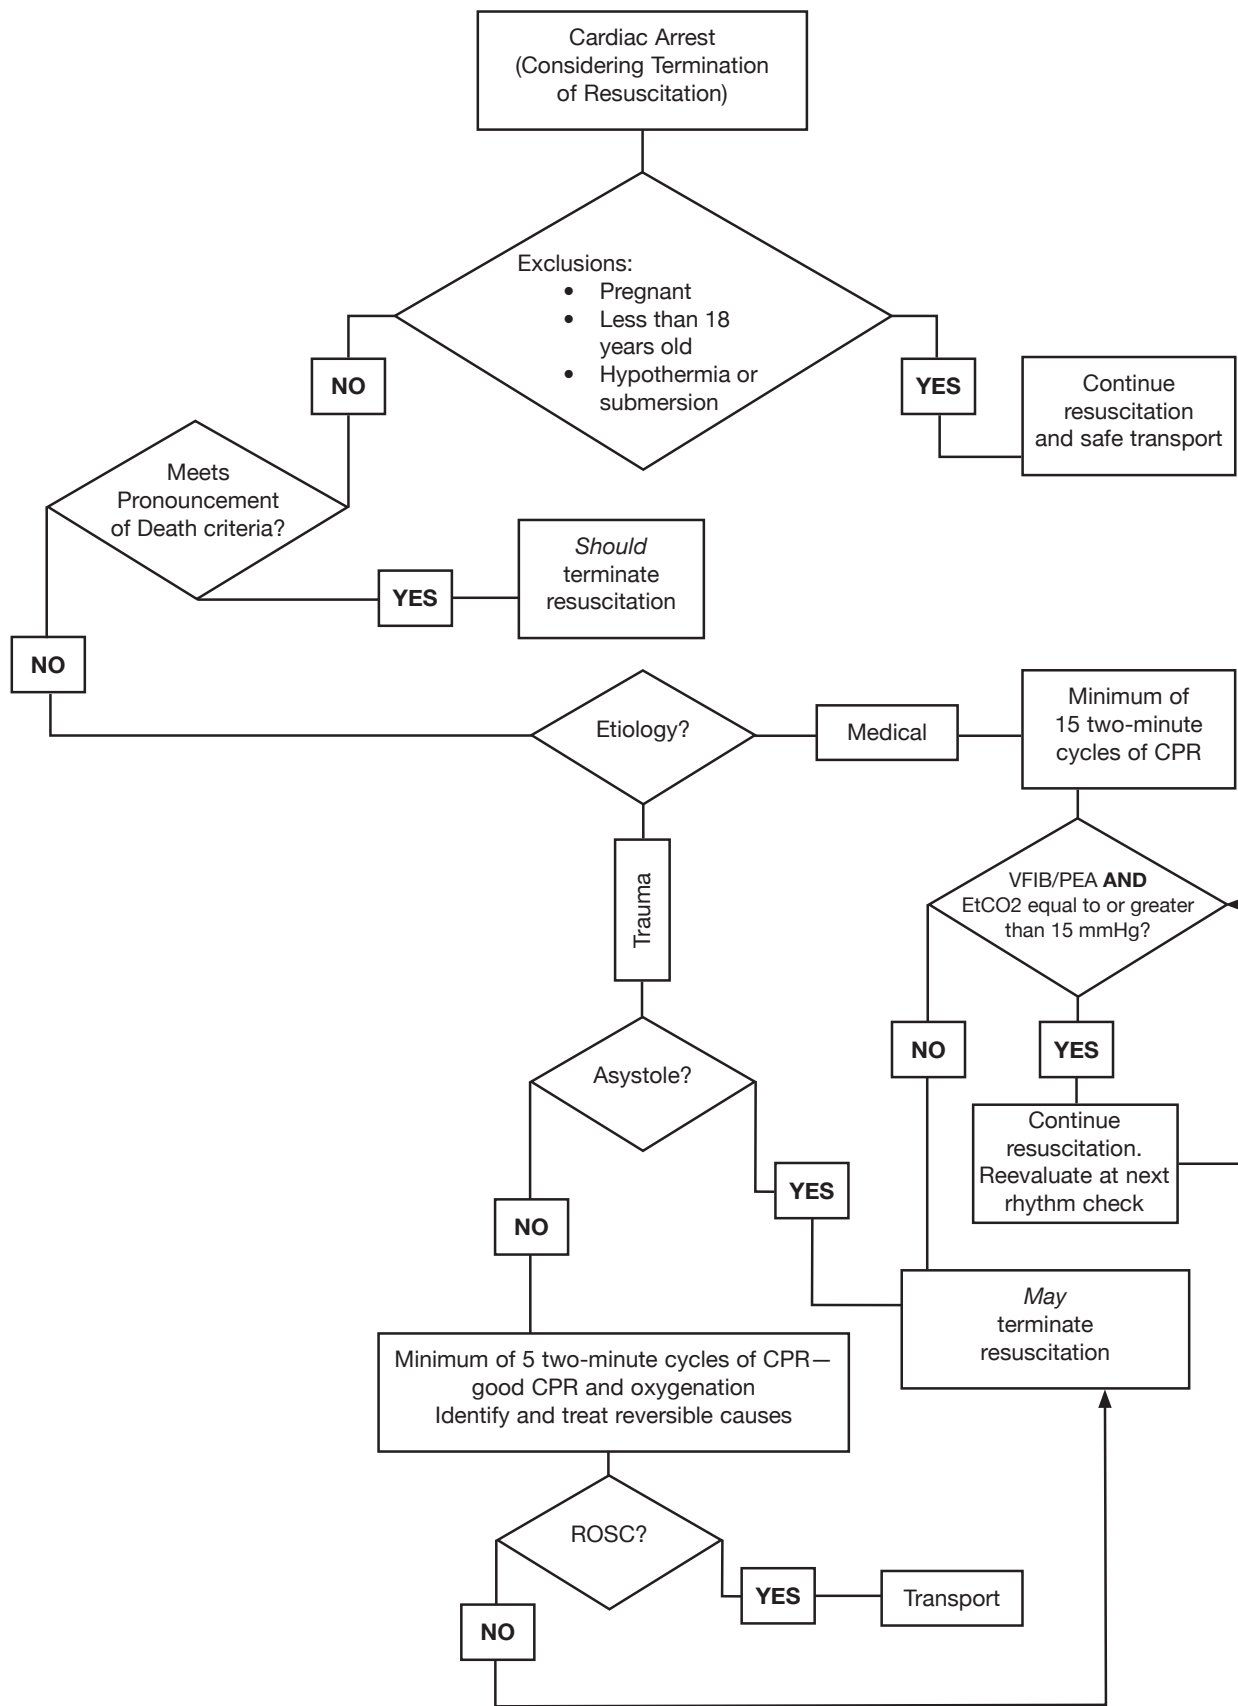 Cardiac Arrest
(Considering Termination
of Resuscitation)
Exclusions:
• Pregnant
• Less than 18
years old
• Hypothermia or
submersion
NO
YES
Continue
resuscitation
and safe transport
Meets
Pronouncement
of Death criteria?
Should
terminate
resuscitation
YES
NO
Etiology?
Medical
Minimum of
15 two-minute
cycles of CPR
Trauma
VFIB/PEA AND
EtCO2 equal to or greater
than 15 mmHg?
NO
YES
Asystole?
Continue
resuscitation.
Reevaluate at next
rhythm check
YES
NO
May
terminate
resuscitation
Minimum of 5 two-minute cycles of CPR—
good CPR and oxygenation
Identify and treat reversible causes
ROSC?
YES
Transport
NO